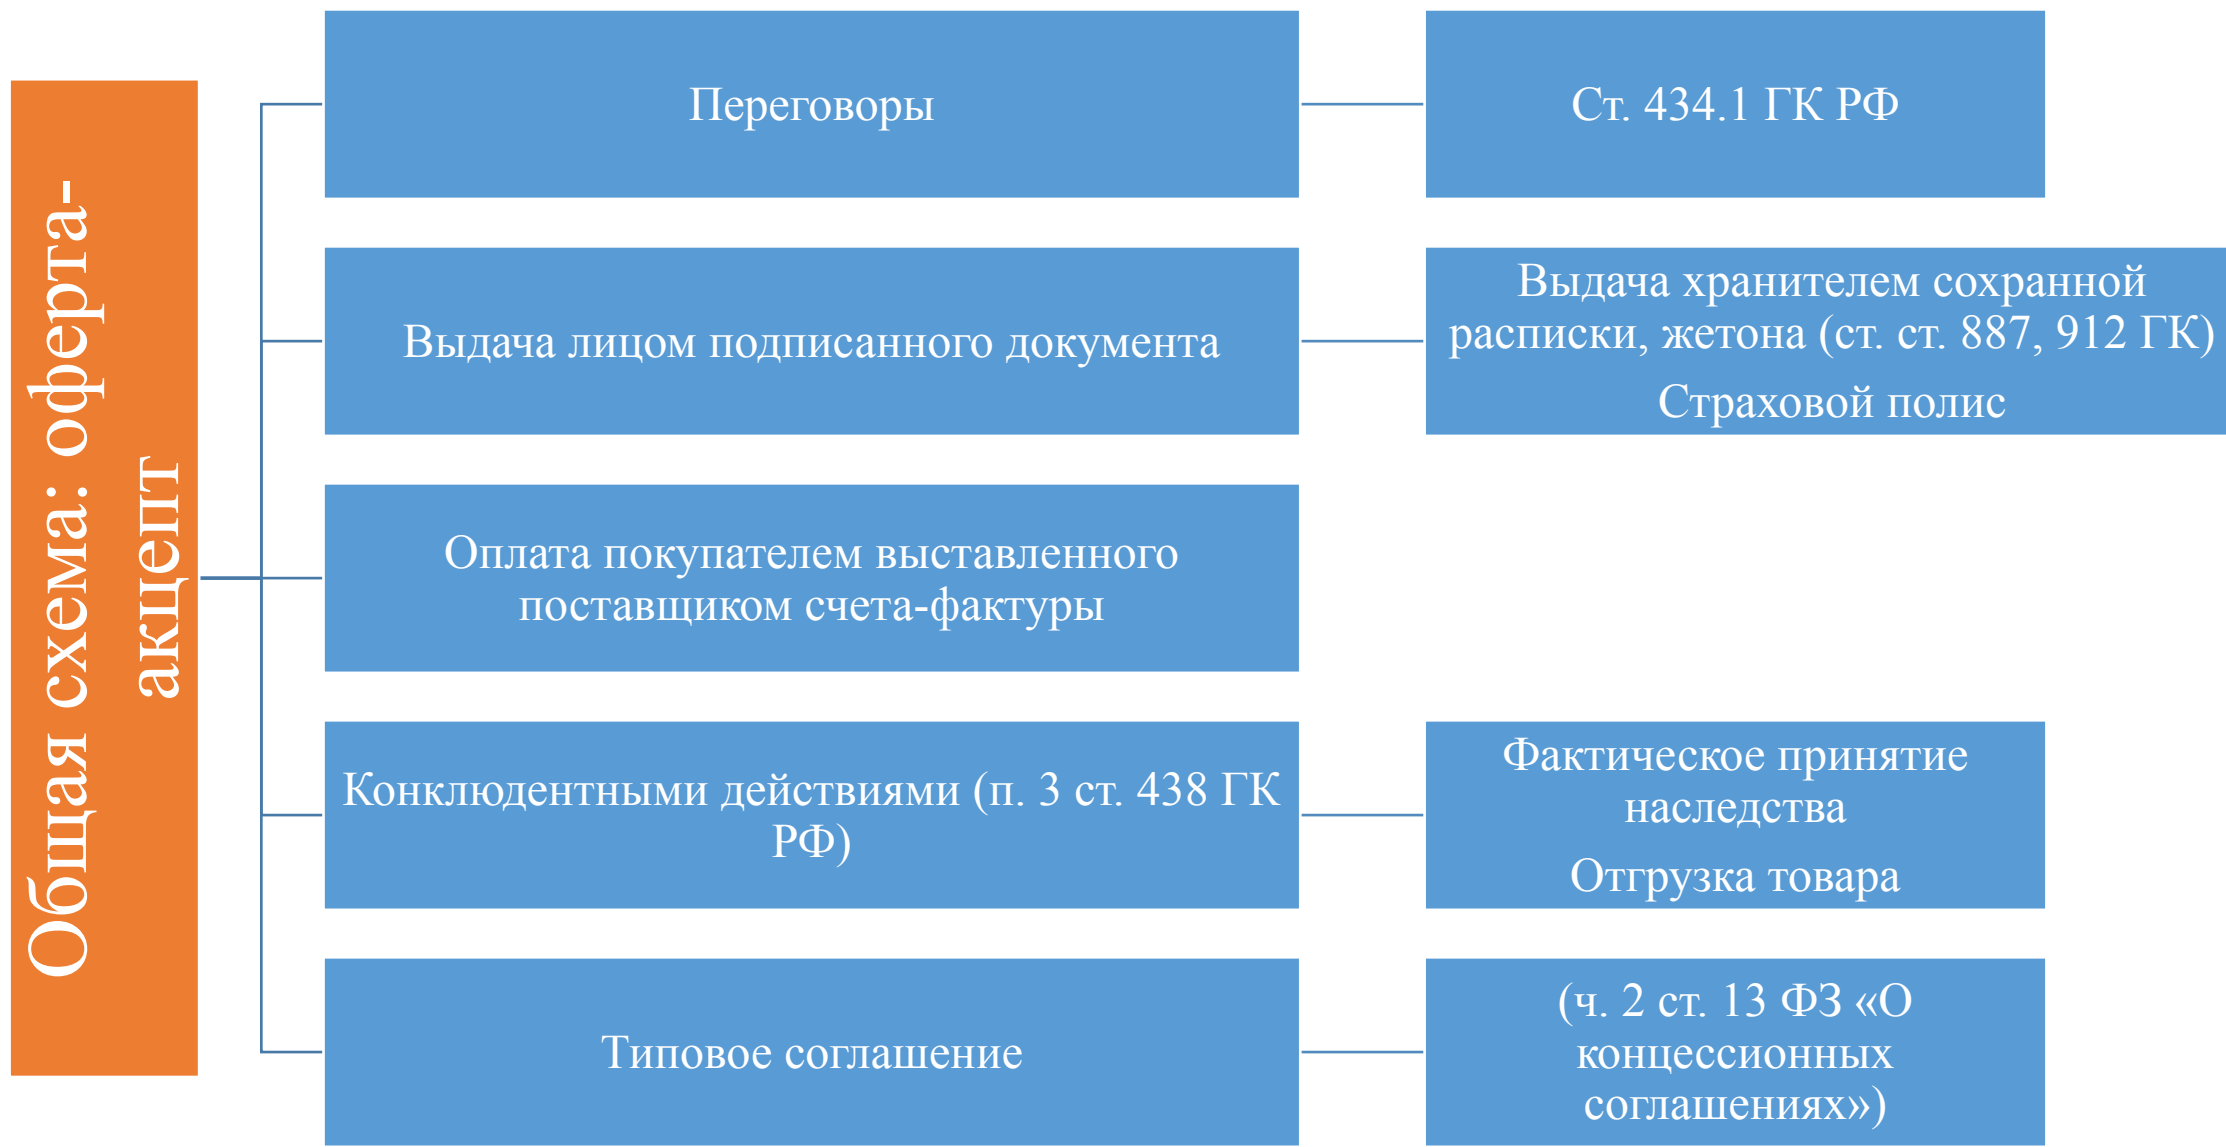 Общая схема: оферта-
акцепт
Переговоры
Ст. 434.1 ГК РФ
Выдача лицом подписанного документа
Выдача хранителем сохранной
расписки, жетона (ст. ст. 887, 912 ГК)
Страховой полис
Оплата покупателем выставленного
поставщиком счета-фактуры
Конклюдентными действиями (п. 3 ст. 438 ГК
РФ)
Фактическое принятие
наследства
Отгрузка товара
Типовое соглашение
(ч. 2 ст. 13 ФЗ «О
концессионных
соглашениях»)